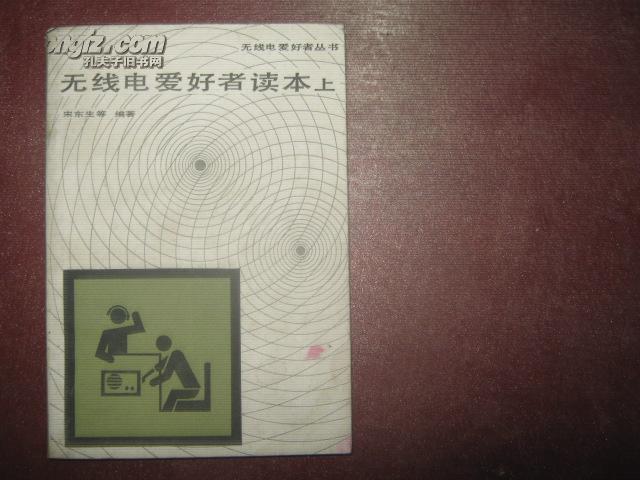 ongfz.com
孔夫子旧书网
无线电爱好者丛书
无线电爱好者读本上
宋东生等 编著